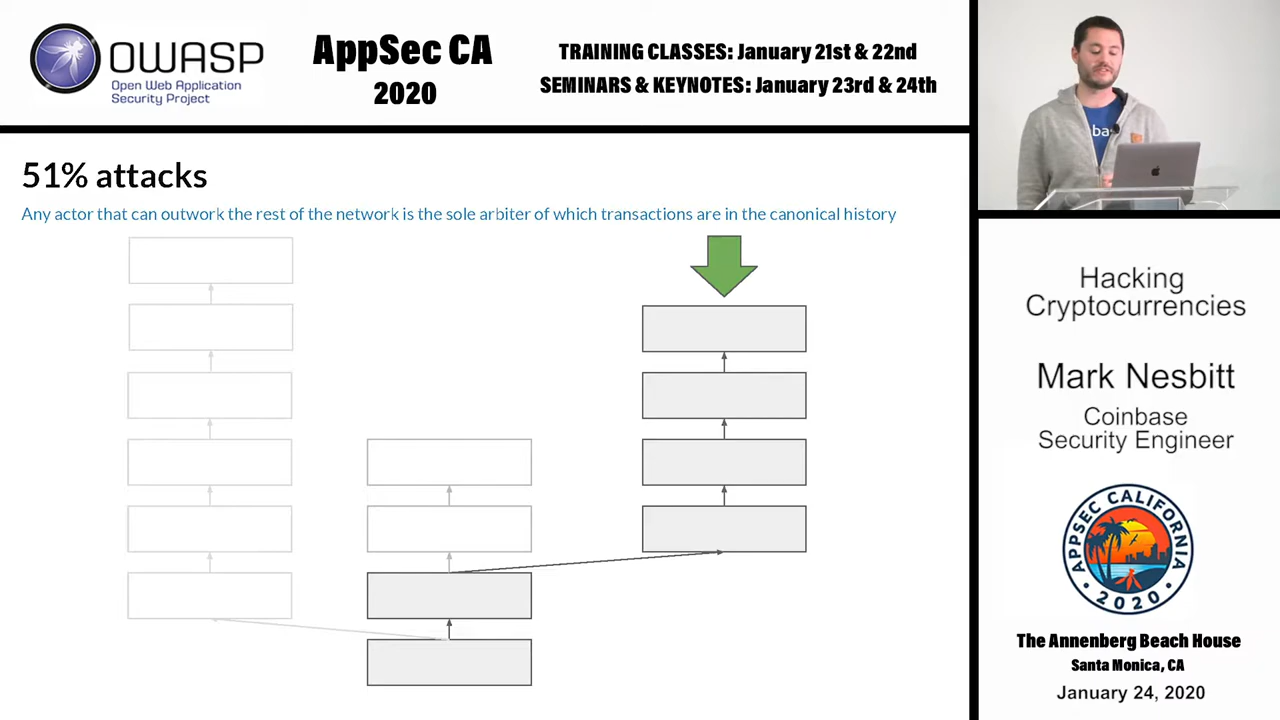 OWASP
Open Web Application
Security Project
AppSec CA
2020
TRAINING CLASSES: January 21st & 22nd
SEMINARS & KEYNOTES: January 23rd & 24th
51% attacks
Any actor that can outwork the rest of the network is the sole arbiter of which transactions are in the canonical history
ba
Hacking
Cryptocurrencies
Mark Nesbitt
Coinbase
Security Engineer
APPSEC CALIFORNIA
• 2020 •
The Annenberg Beach House
Santa Monica, CA
January 24, 2020